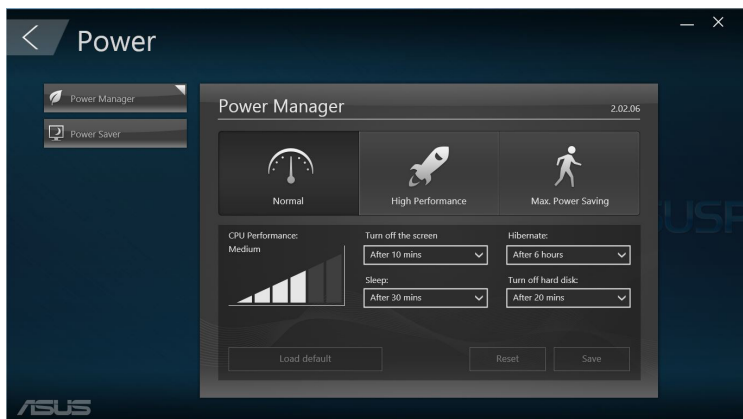 Power
Power Manager
Power Saver
Power Manager
2.02.06
Normal
High Performance
Max. Power Saving
CPU Performance:
Medium
Turn off the screen
After 10 mins
Hibernate:
After 6 hours
Sleep:
After 30 mins
Turn off hard disk:
After 20 mins
Load default
Reset
Save
ASUS